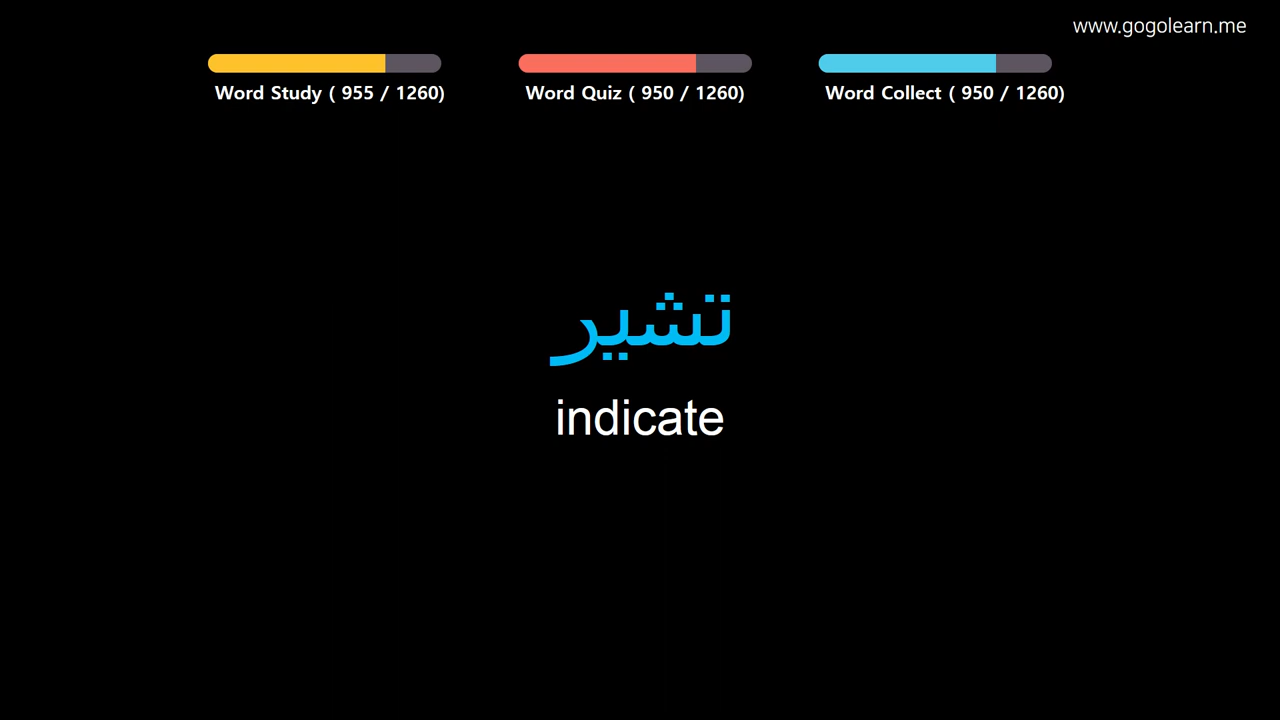 www.gogolearn.me
Word Study ( 955 / 1260)
Word Quiz ( 950 / 1260)
Word Collect ( 950 / 1260)
تشير
indicate